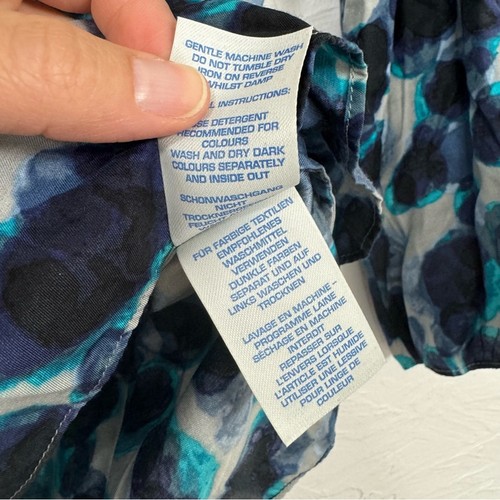 GENTLE MACHINE WASH
DO NOT TUMBLE DRY
IRON ON REVERSE
WHILST DAMP
INSTRUCTIONS:
DETERGENT
RECOMMENDED FOR
COLOURS
WASH AND DRY DARK
COLOURS SEPARATELY
AND INSIDE OUT
SCHONWASCHGANG
NICHT
FÜR FARBIGE TEXTILIEN
EMPFOHLENES
WASCHMITTEL
VERWENDEN
DUNKLE FARBEN
SEPARAT UND AUF
LINKS WASCHEN UND
TROCKNEN
LAVAGE EN MACHINE -
PROGRAMME LAINE
SÉCHAGE EN MACHINE
INTERDIT
REPASSER SUR
L'ENVERS LORSQUE
L'ARTICLE EST HUMIDE
UTILISER UNE LESSIVE
POUR LINGE DE
COULEUR